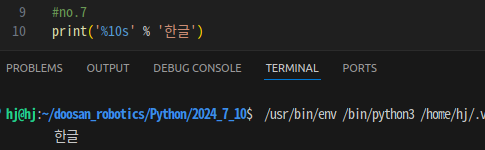 9 #no.7
10 print('%10s' % '한글')
PROBLEMS OUTPUT DEBUG CONSOLE TERMINAL PORTS
hj@hj:~/doosan_robotics/Python/2024_7_10$ /usr/bin/env /bin/python3 /home/hj/.v
한글